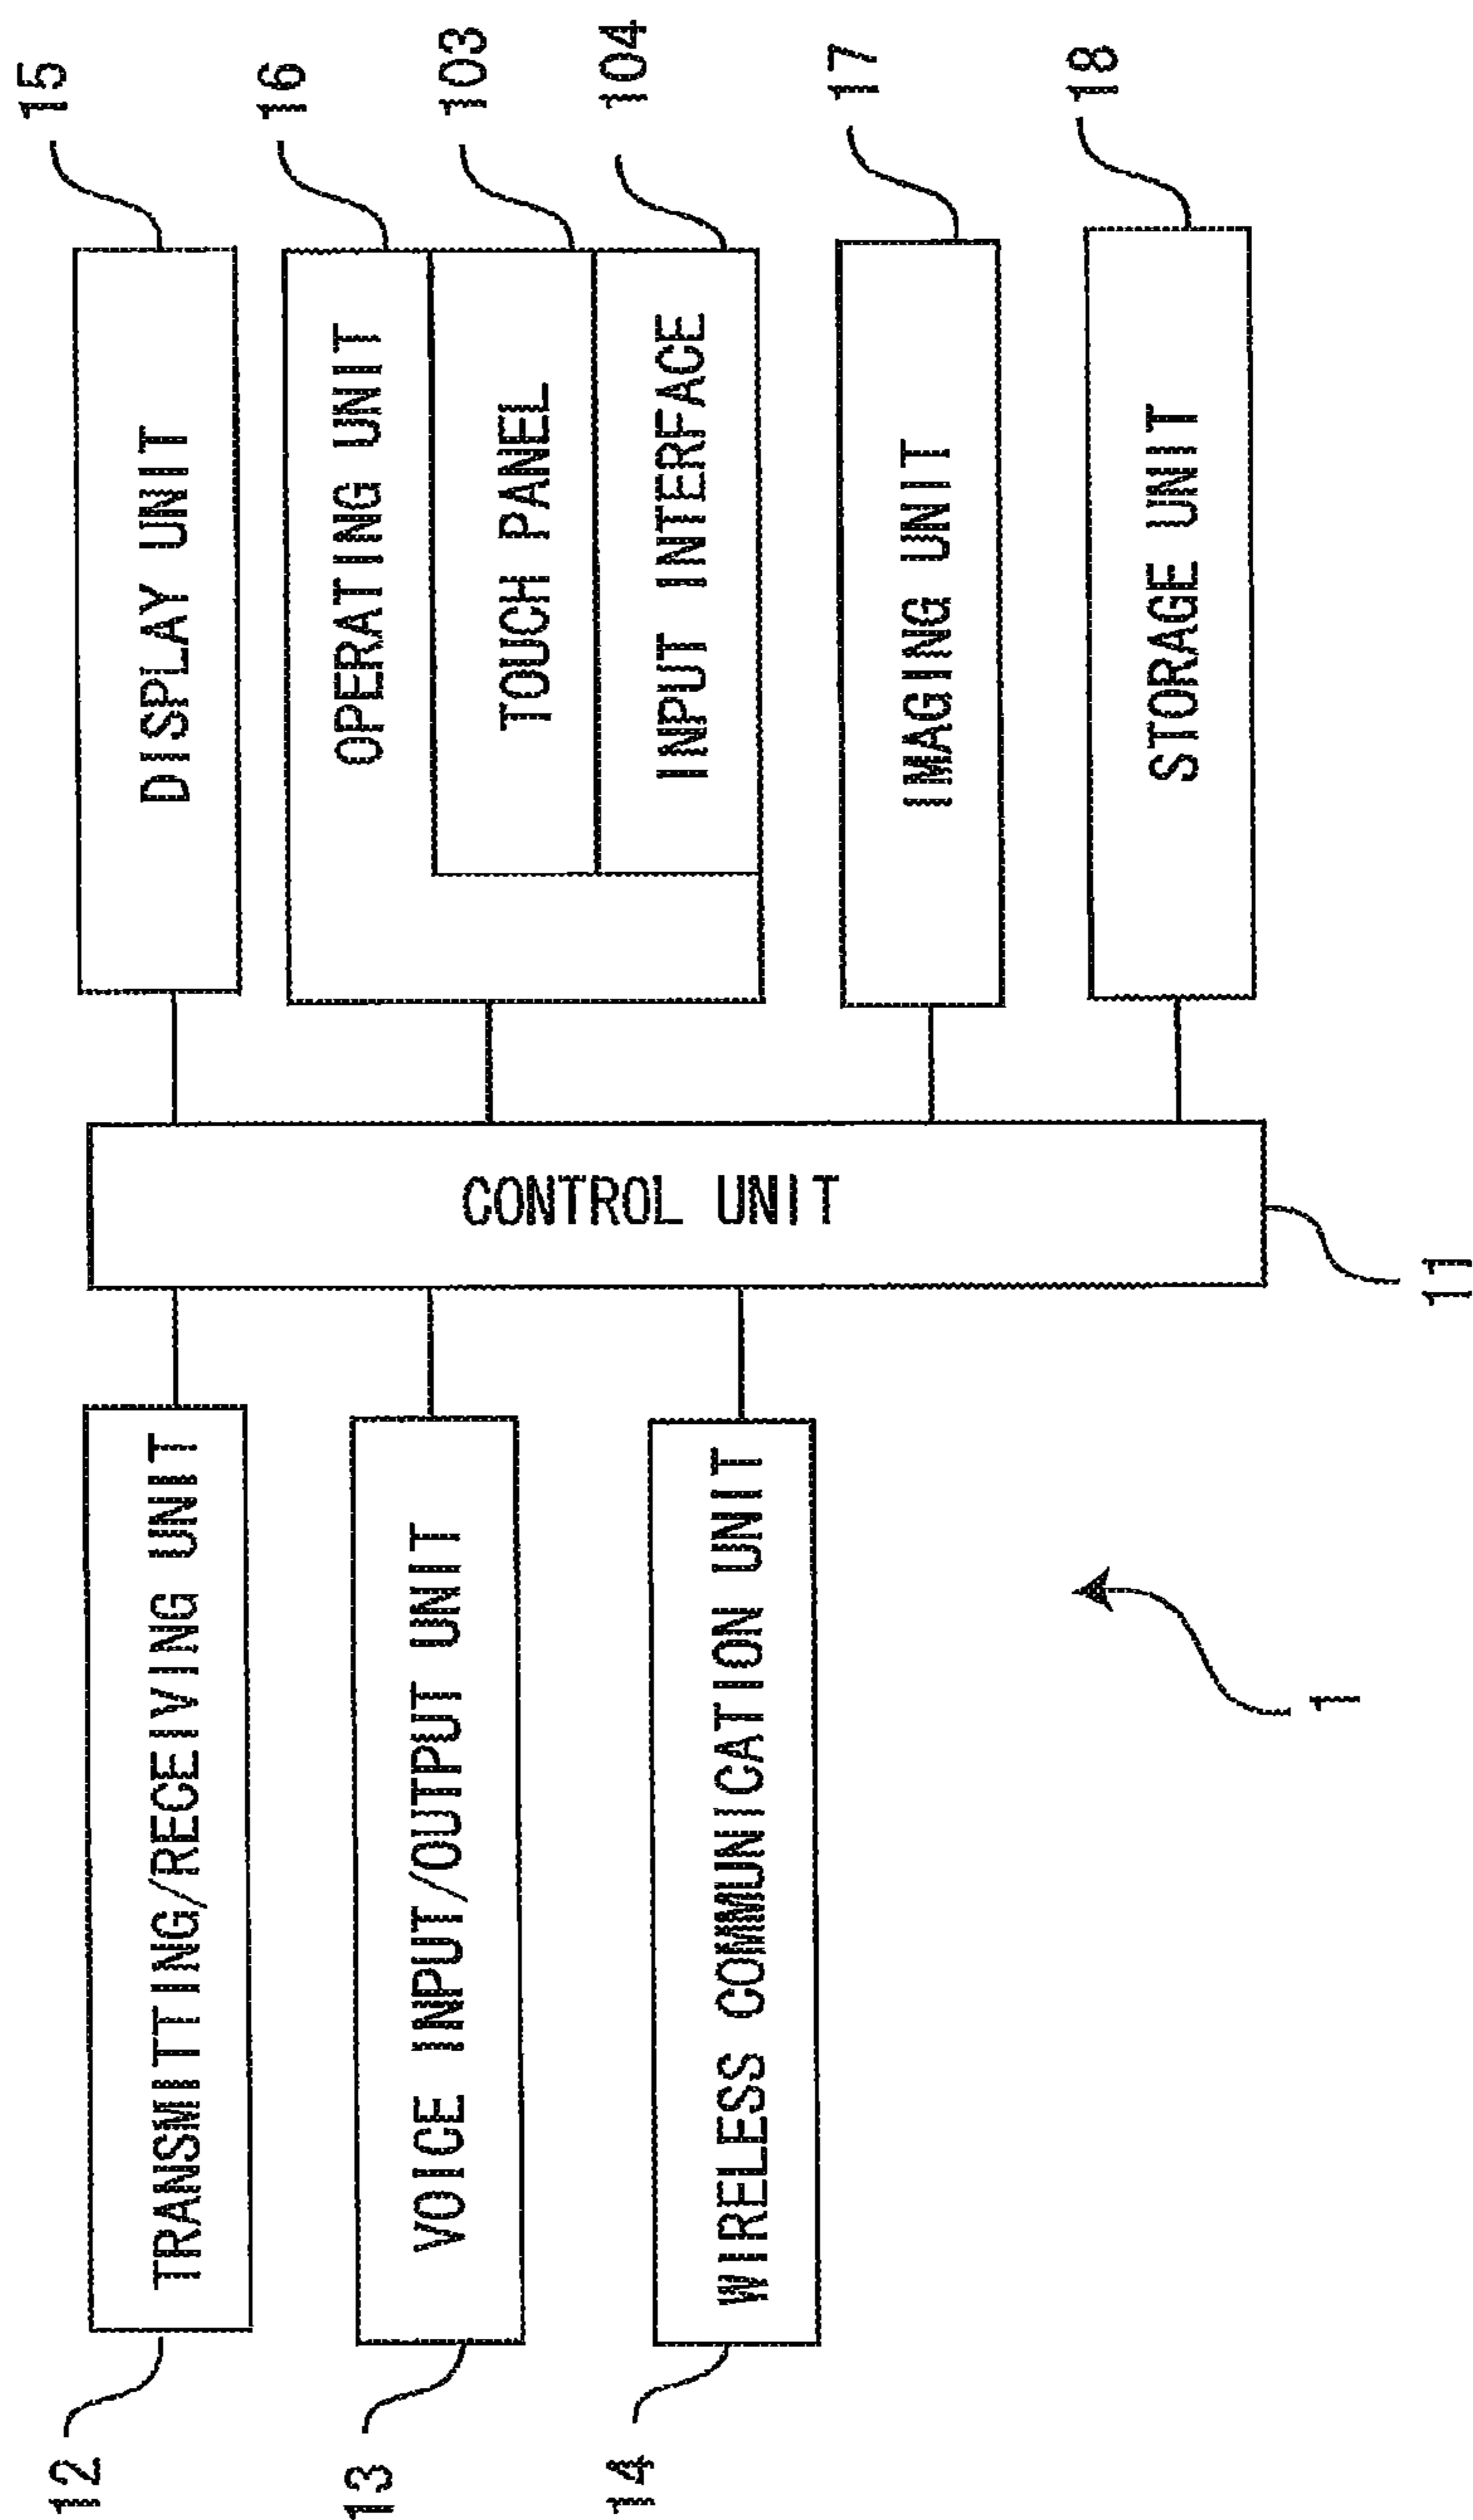 12
TRANSMITTING/RECEIVING UNIT
13
VOICE INPUT/OUTPUT UNIT
14
WIRELESS COMMUNICATION UNIT
CONTROL UNIT
11
DISPLAY UNIT
15
OPERATING UNIT
16
TOUCH PANEL
103
INPUT INTERFACE
104
IMAGING UNIT
17
STORAGE UNIT
18
1